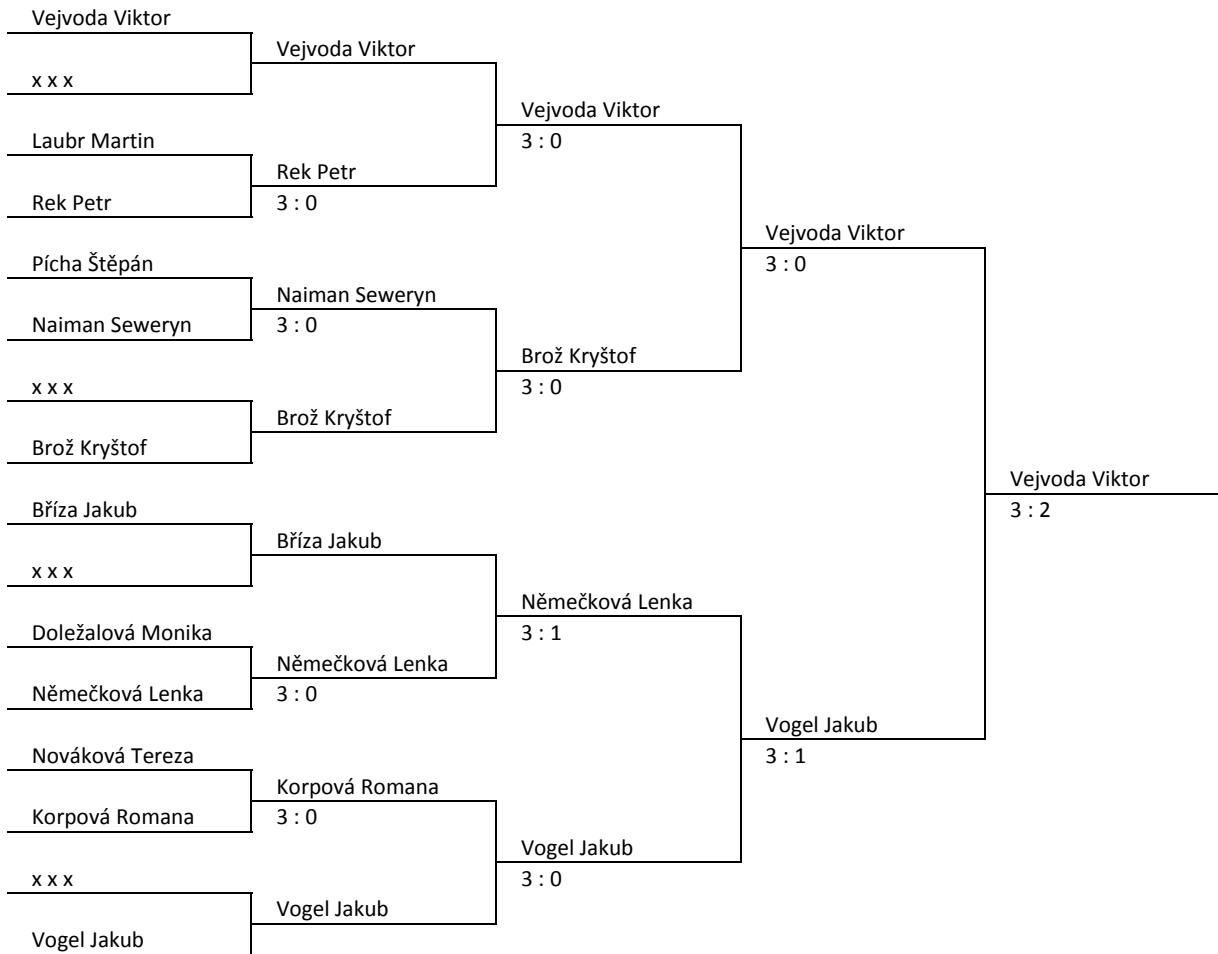 Vejvoda Viktor
x x x
Laubr Martin
Rek Petr
Pícha Štěpán
Naiman Seweryn
x x x
Brož Kryštof
Bříza Jakub
x x x
Doležalová Monika
Němečková Lenka
Nováková Tereza
Korpová Romana
x x x
Vogel Jakub
Vejvoda Viktor
Rek Petr
3 : 0
Naiman Seweryn
3 : 0
Brož Kryštof
Bříza Jakub
Němečková Lenka
3 : 0
Korpová Romana
3 : 0
Vogel Jakub
Vejvoda Viktor
3 : 0
Brož Kryštof
3 : 0
Němečková Lenka
3 : 1
Vogel Jakub
3 : 0
Vejvoda Viktor
3 : 0
Vogel Jakub
3 : 1
Vejvoda Viktor
3 : 2